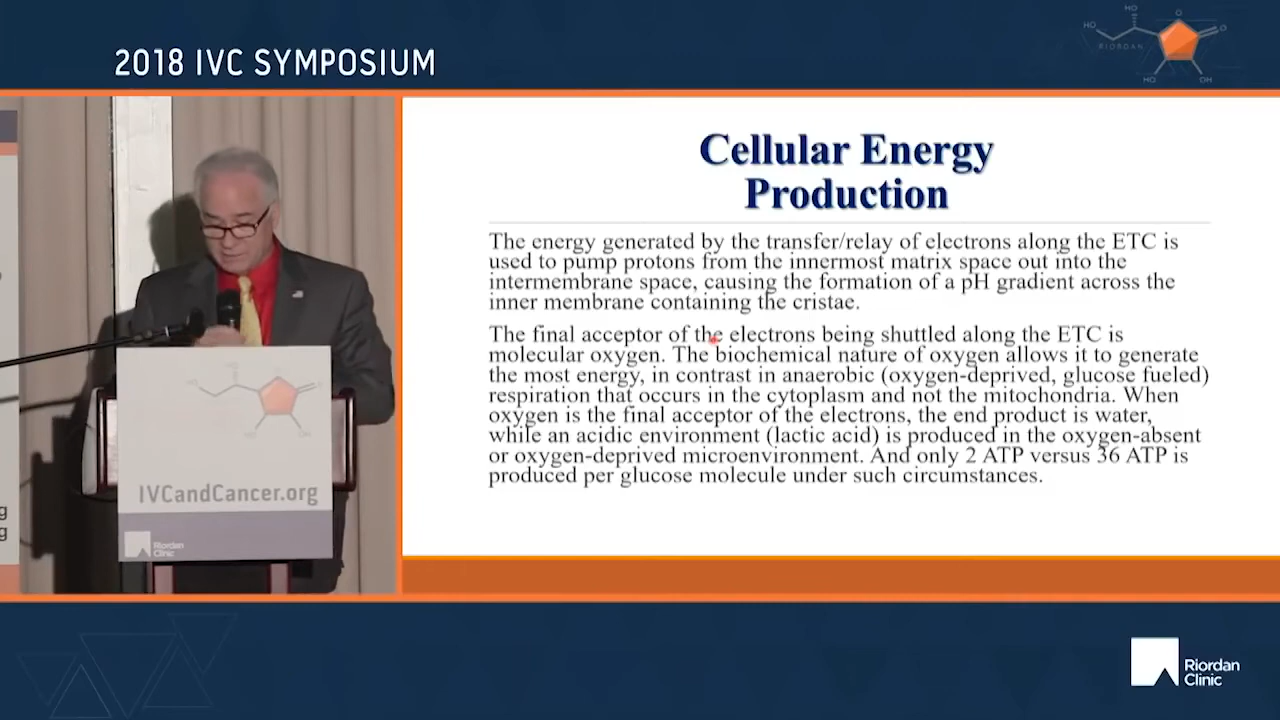 2018 IVC SYMPOSIUM
HO
HO
O
O
RIORDAN
HO
OH
Cellular Energy
Production
The energy generated by the transfer/relay of electrons along the ETC is
used to pump protons from the innermost matrix space out into the
intermembrane space, causing the formation of a pH gradient across the
inner membrane containing the cristae.
The final acceptor of the electrons being shuttled along the ETC is
molecular oxygen. The biochemical nature of oxygen allows it to generate
the most energy, in contrast in anaerobic (oxygen-deprived, glucose fueled)
respiration that occurs in the cytoplasm and not the mitochondria. When
oxygen is the final acceptor of the electrons, the end product is water,
while an acidic environment (lactic acid) is produced in the oxygen-absent
or oxygen-deprived microenvironment. And only 2 ATP versus 36 ATP is
produced per glucose molecule under such circumstances.
IVCandCancer.org
Riordan
Clinic
g
g
Riordan
Clinic